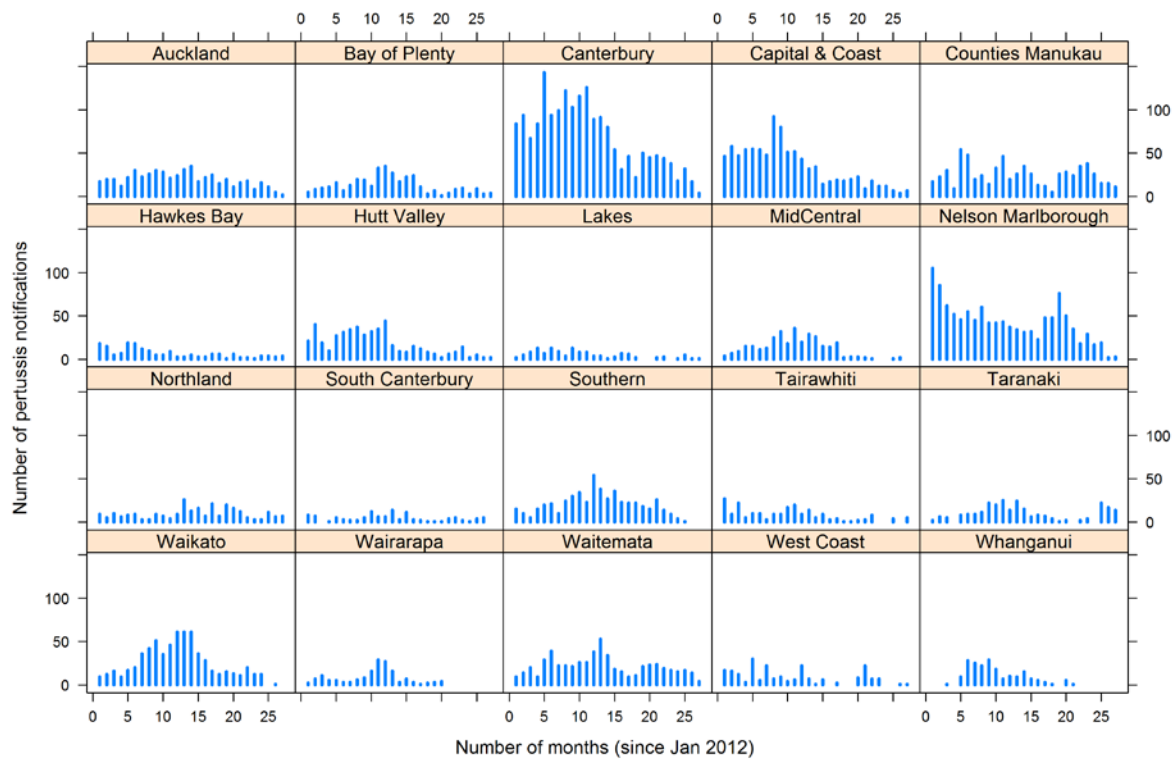 0 5 10 15 20 25 0 5 10 15 20 25
Auckland Bay of Plenty Canterbury Capital & Coast Counties Manukau
100
50
0
Hawkes Bay Hutt Valley Lakes MidCentral Nelson Marlborough
100
50
0
Northland South Canterbury Southern Tairawhiti Taranaki
100
50
0
Waikato Wairarapa Waitemata West Coast Whanganui
100
50
0
0 5 10 15 20 25 0 5 10 15 20 25 0 5 10 15 20 25
Number of months (since Jan 2012)
Number of pertussis notifications